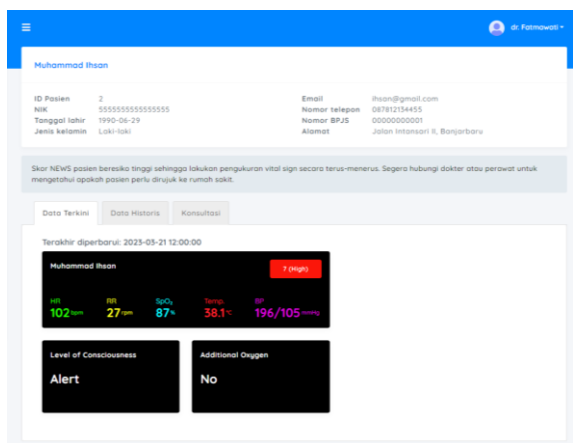 dr. Fatmawati
Muhammad Ihsan
ID Pasien 2
NIK 5555555555555555
Tanggal lahir 1990-06-29
Jenis kelamin Laki-laki
Email ihsan@gmail.com
Nomor telepon 087812134455
Nomor BPJS 00000000001
Alamat Jalan Intansari II, Banjarbaru
Skor NEWS pasien beresiko tinggi sehingga lakukan pengukuran vital sign secara terus-menerus. Segera hubungi dokter atau perawat untuk
mengetahui apakah pasien perlu dirujuk ke rumah sakit.
Data Terkini Data Historis Konsultasi
Terakhir diperbarui: 2023-03-21 12:00:00
Muhammad Ihsan 7 (High)
HR RR SpO₂ Temp. BP
102 bpm 27 rpm 87 % 38.1 °C 196/105 mmHg
Level of Consciousness Additional Oxygen
Alert No